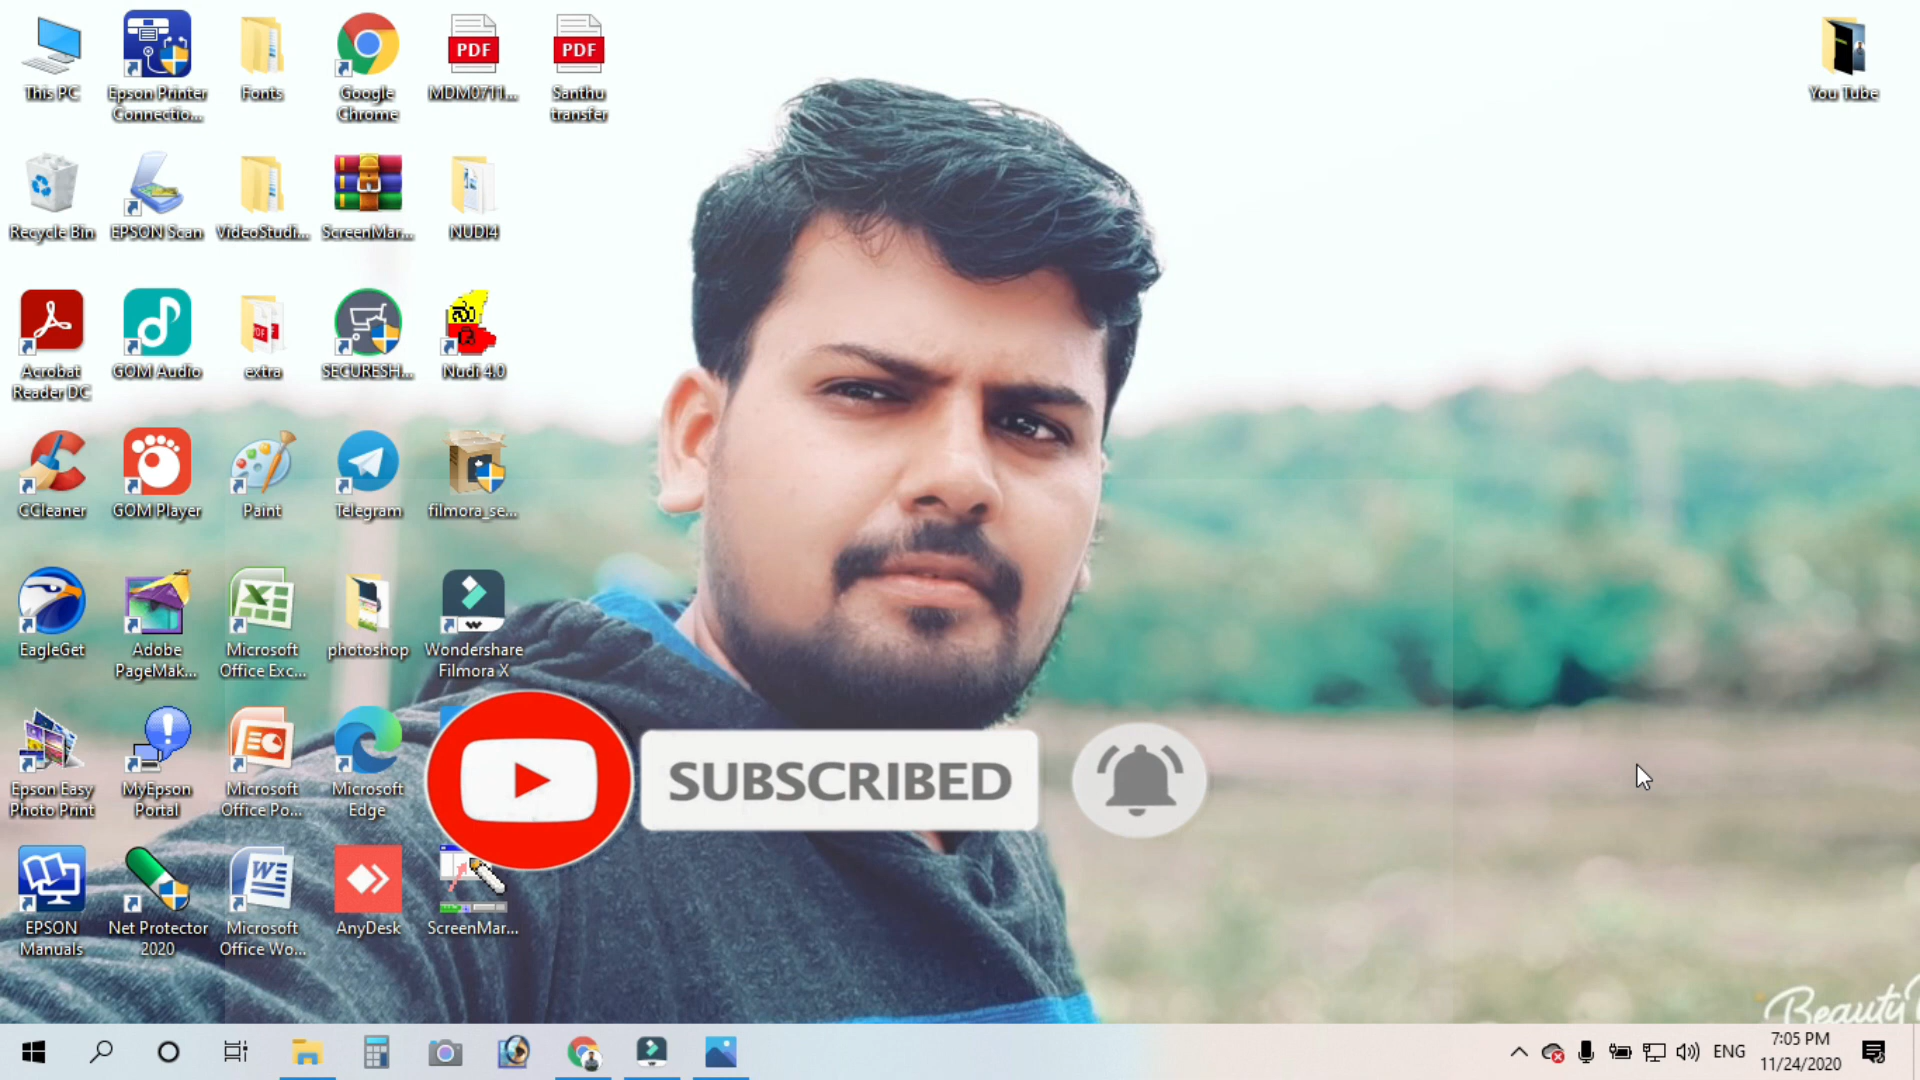 This PC
Epson Printer
Connectio...
Fonts
Google
Chrome
PDF
MDM0711...
PDF
Santhu
transfer
You Tube
Recycle Bin
EPSON Scan
VideoStudi...
ScreenMar...
NUDI4
Acrobat
Reader DC
GOM Audio
PDF
extra
SECURESH...
ನು
ಡಿ
Nudi 4.0
CCleaner
GOM Player
Paint
Telegram
filmora_se...
EagleGet
Adobe
PageMak...
Microsoft
Office Exc...
photoshop
Wondershare
Filmora X
Epson Easy
Photo Print
MyEpson
Portal
Microsoft
Office Po...
Microsoft
Edge
SUBSCRIBED
EPSON
Manuals
Net Protector
2020
Microsoft
Office Wo...
AnyDesk
ScreenMar...
Beauty
ENG
7:05 PM
11/24/2020